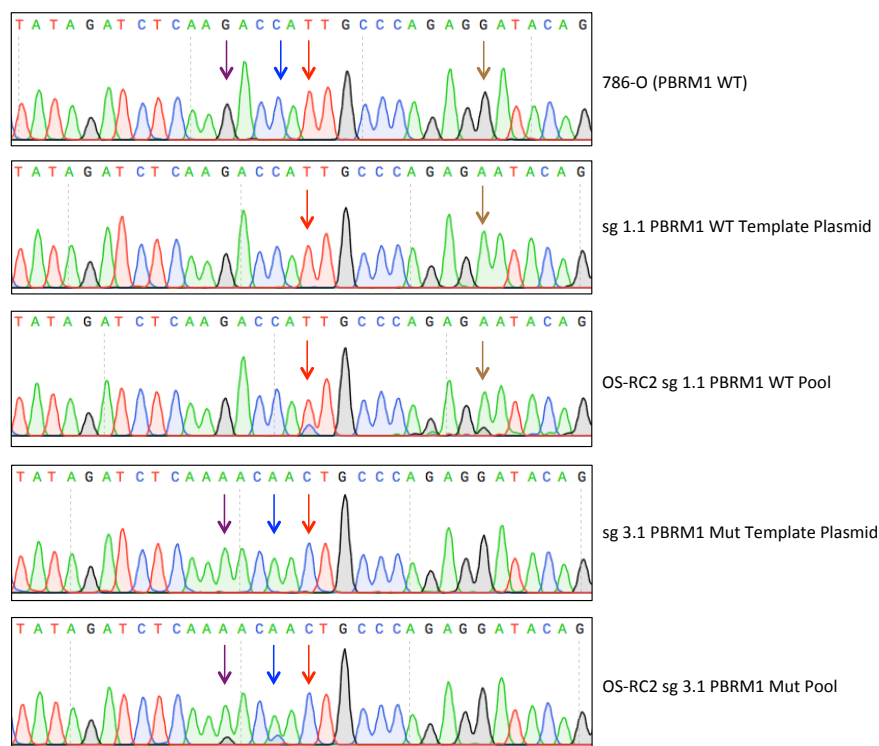 T A T A G A T C T C A A G A C C A T T G C C C A G A G G A T A C A G
786-O (PBRM1 WT)
T A T A G A T C T C A A G A C C A T T G C C C A G A G A A T A C A G
sg 1.1 PBRM1 WT Template Plasmid
T A T A G A T C T C A A G A C C A T T G C C C A G A G A A T A C A G
OS-RC2 sg 1.1 PBRM1 WT Pool
T A T A G A T C T C A A A A C A A C T G C C C A G A G G A T A C A G
sg 3.1 PBRM1 Mut Template Plasmid
T A T A G A T C T C A A A A C A A C T G C C C A G A G G A T A C A G
OS-RC2 sg 3.1 PBRM1 Mut Pool